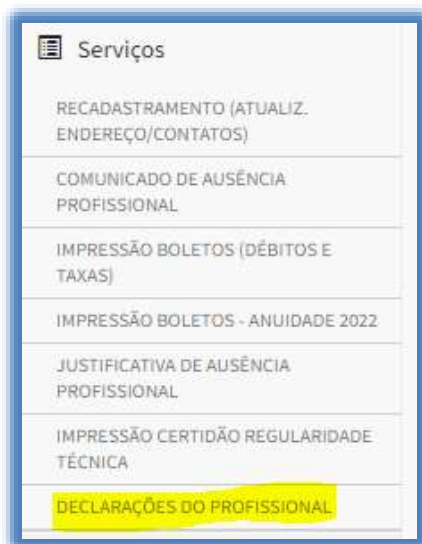 Serviços
RECADASTRAMENTO (ATUALIZ.
ENDEREÇO/CONTATOS)
COMUNICADO DE AUSÊNCIA
PROFISSIONAL
IMPRESSÃO BOLETOS (DÉBITOS E
TAXAS)
IMPRESSÃO BOLETOS - ANUIDADE 2022
JUSTIFICATIVA DE AUSÊNCIA
PROFISSIONAL
IMPRESSÃO CERTIDÃO REGULARIDADE
TÉCNICA
DECLARAÇÕES DO PROFISSIONAL